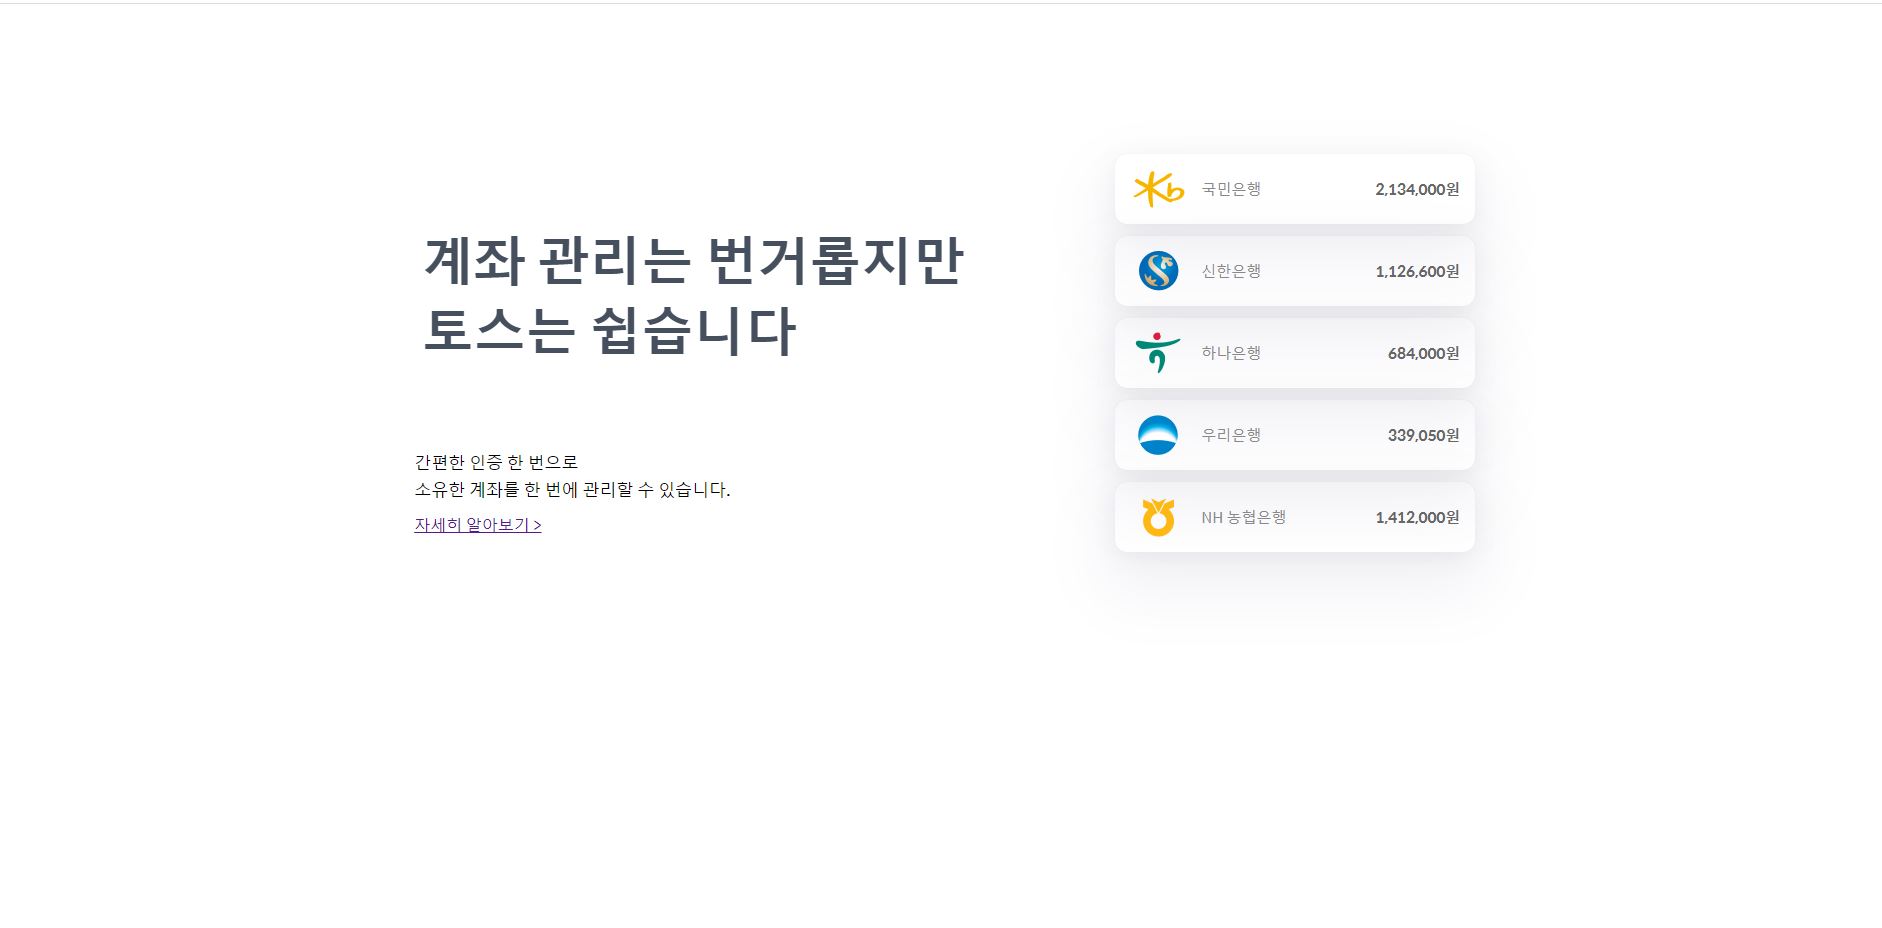 계좌 관리는 번거롭지만
토스는 쉽습니다
간편한 인증 한 번으로
소유한 계좌를 한 번에 관리할 수 있습니다.
자세히 알아보기 >
국민은행 2,134,000원
신한은행 1,126,600원
하나은행 684,000원
우리은행 339,050원
NH 농협은행 1,412,000원